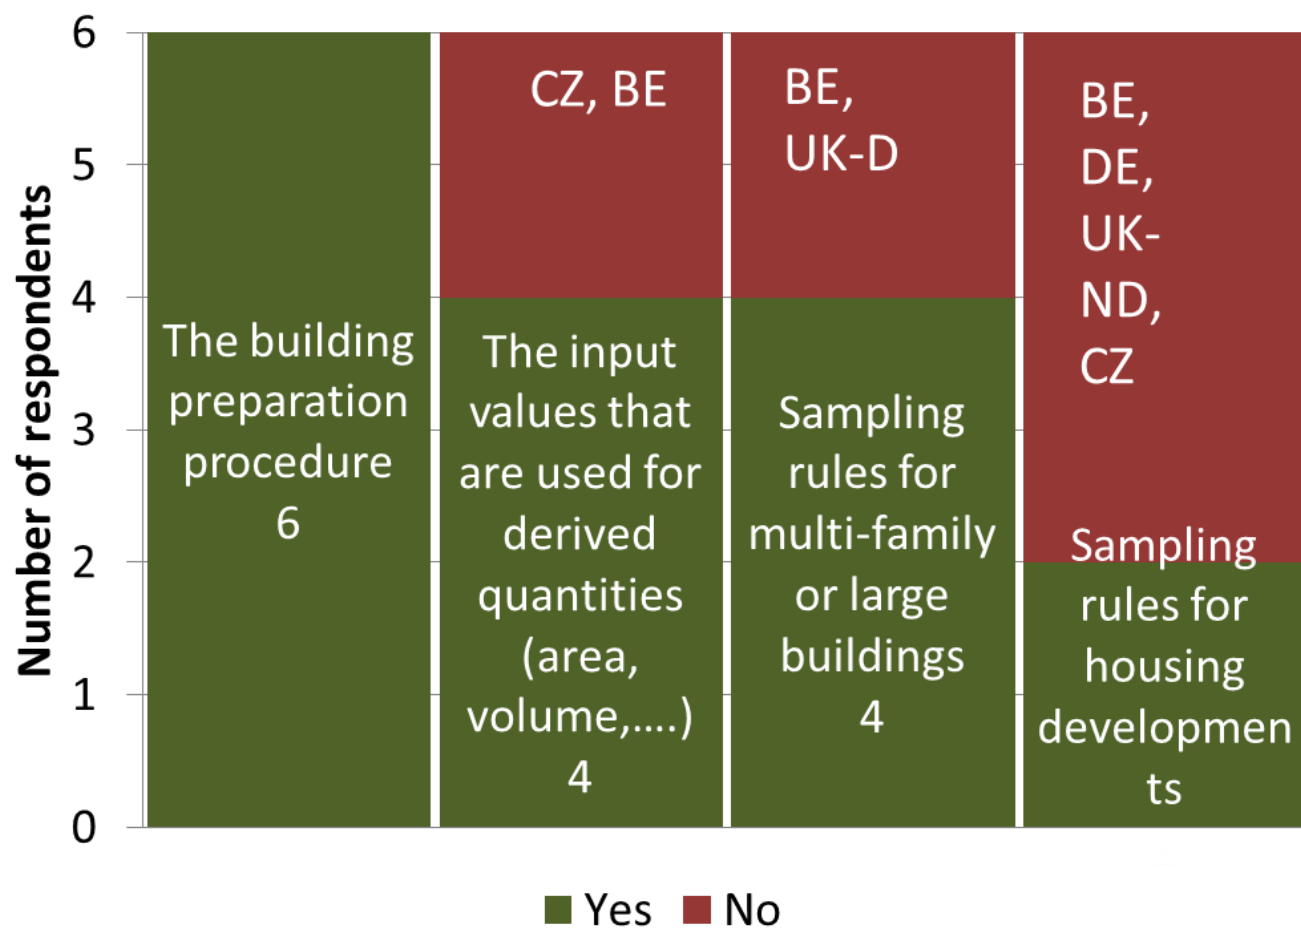 Number of respondents
6
5
4
3
2
1
0
The building
preparation
procedure
6
CZ, BE
The input
values that
are used for
derived
quantities
(area,
volume,....)
4
BE,
UK-D
Sampling
rules for
multi-family
or large
buildings
4
BE,
DE,
UK-
ND,
CZ
Sampling
rules for
housing
developmen
ts
Yes
No